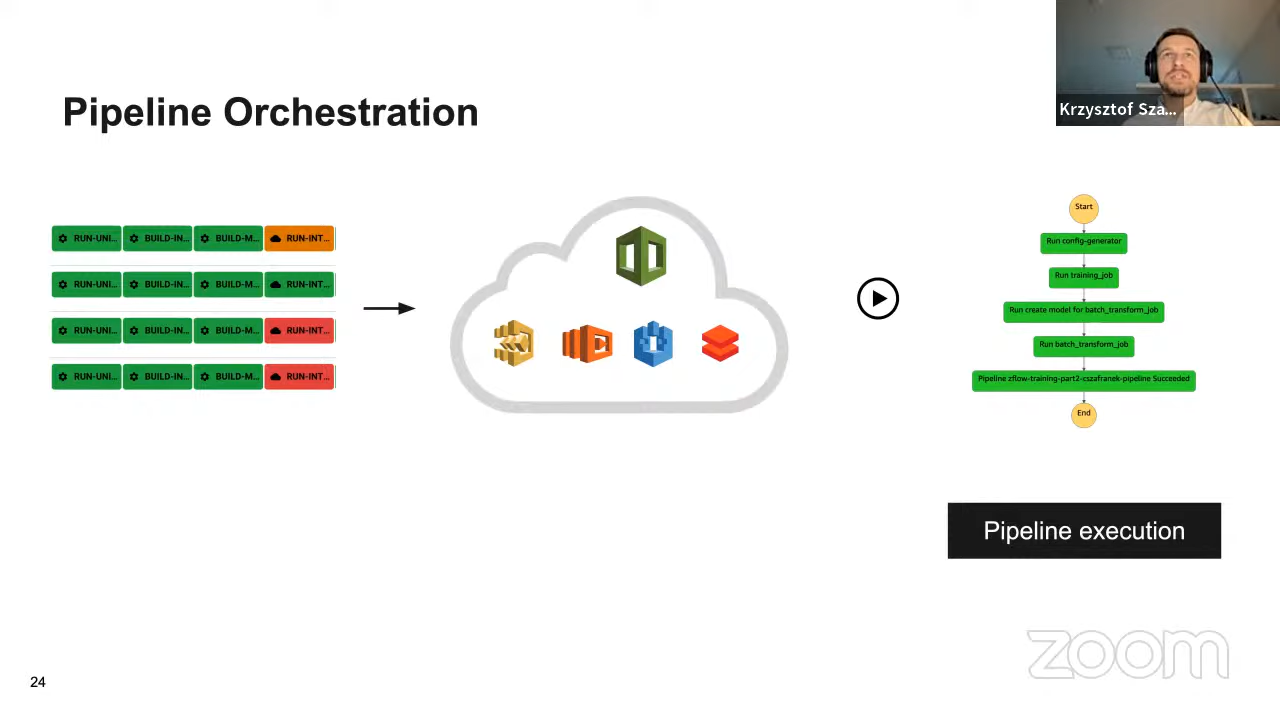 Krzysztof Sza...
Pipeline Orchestration
RUN-UNI... BUILD-IN... BUILD-M... RUN-INT...
RUN-UNI... BUILD-IN... BUILD-M... RUN-INT...
RUN-UNI... BUILD-IN... BUILD-M... RUN-INT...
RUN-UNI... BUILD-IN... BUILD-M... RUN-INT...
Start
Run config-generator
Run training_job
Run create model for batch_transform_job
Run batch_transform_job
Pipeline zflow-training-part2-cszafranek-pipeline Succeeded
End
Pipeline execution
zoom
24